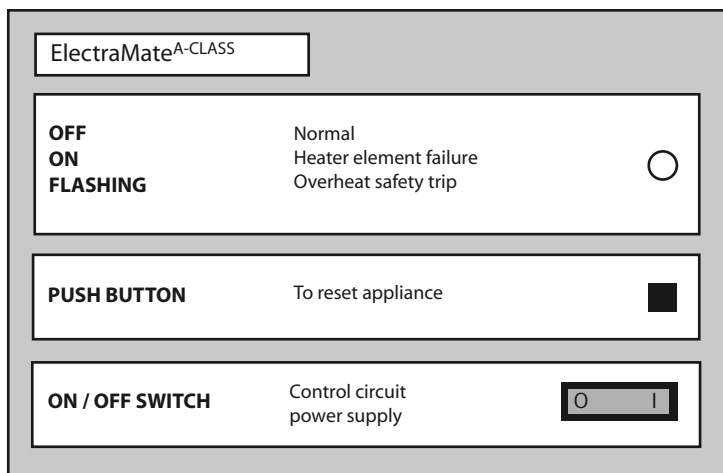 ElectraMateA-CLASS
OFF Normal
ON Heater element failure
FLASHING Overheat safety trip
PUSH BUTTON To reset appliance
ON / OFF SWITCH Control circuit
power supply
O I